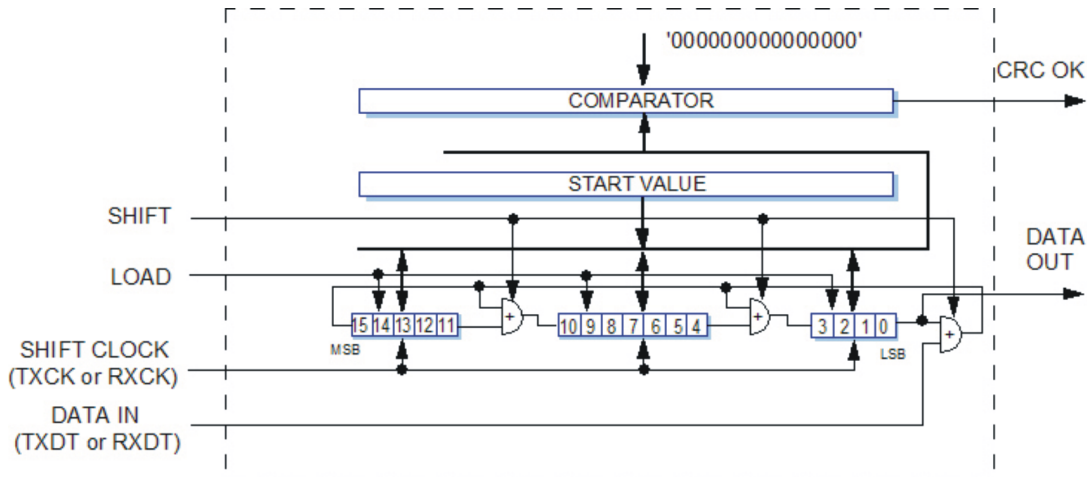 '000000000000000'
CRC OK
COMPARATOR
START VALUE
SHIFT
DATA
OUT
LOAD
15 14 13 12 11
+
10 9 8 7 6 5 4
+
3 2 1 0
+
MSB
LSB
SHIFT CLOCK
(TXCK or RXCK)
DATA IN
(TXDT or RXDT)